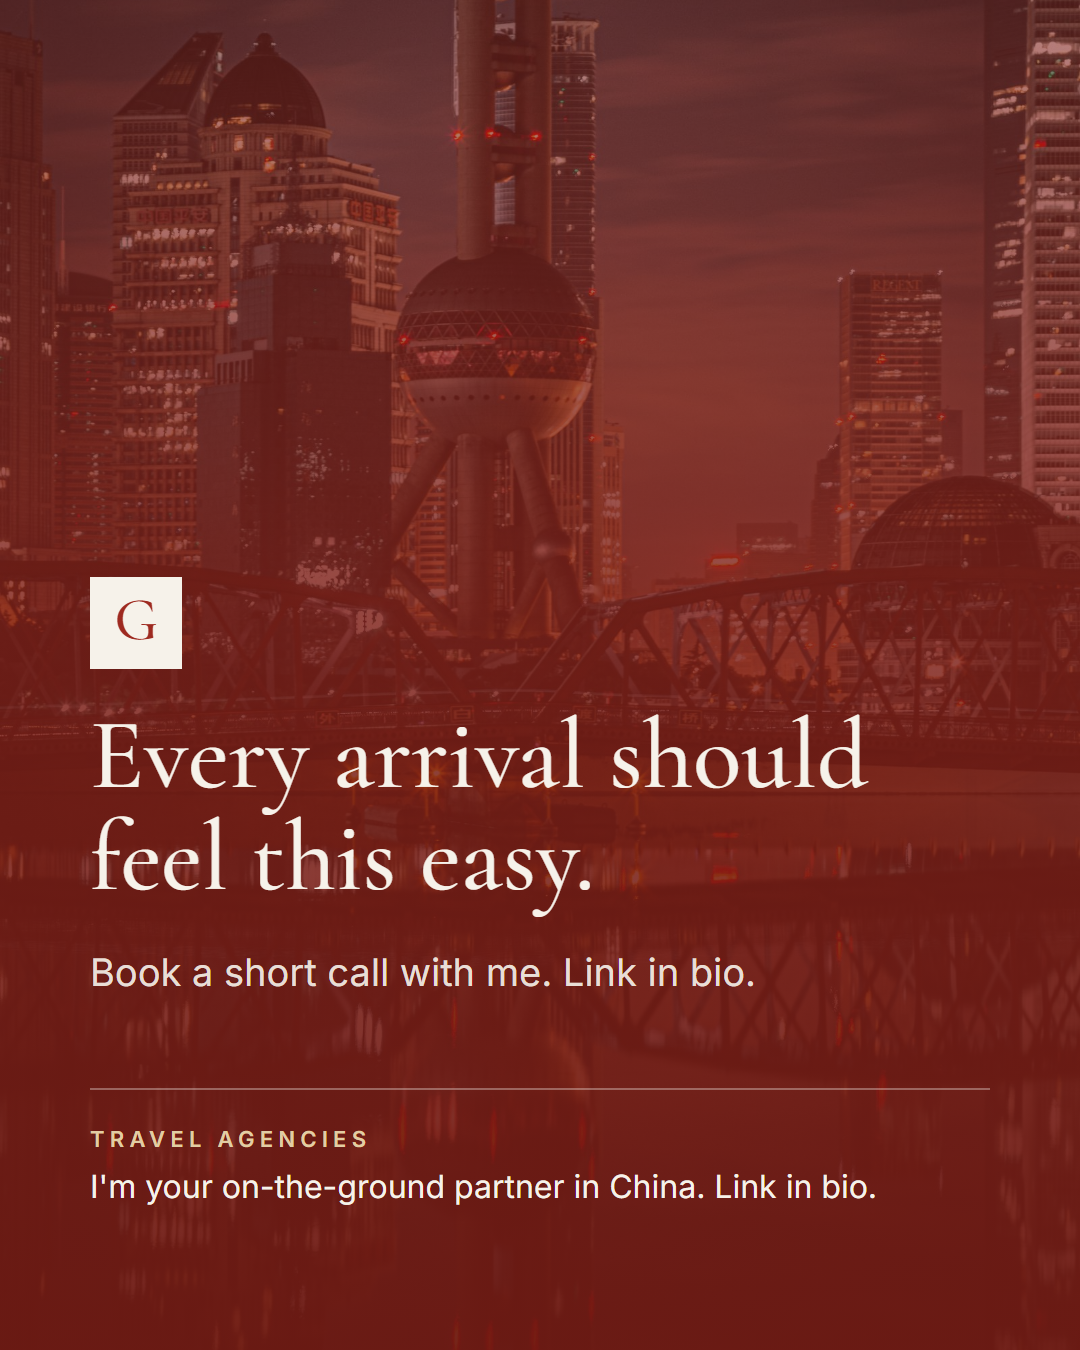 REGENT
G
Every arrival should
feel this easy.
Book a short call with me. Link in bio.
TRAVEL AGENCIES
I'm your on-the-ground partner in China. Link in bio.